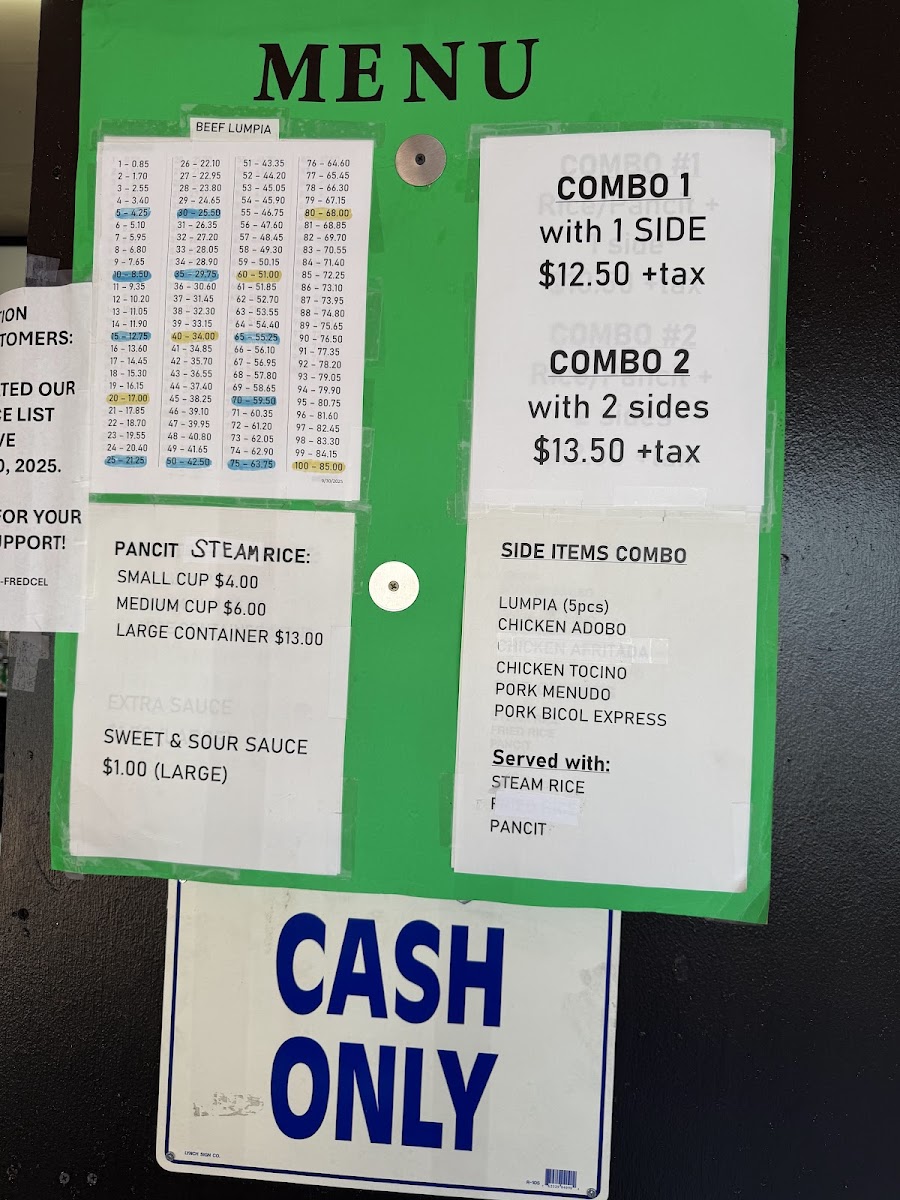 MENU
BEEF LUMPIA
1 - 0.85
2 - 1.70
3 - 2.55
4 - 3.40
5 - 4.25
6 - 5.10
7 - 5.95
8 - 6.80
9 - 7.65
10 - 8.50
11 - 9.35
12 - 10.20
13 - 11.05
14 - 11.90
15 - 12.75
16 - 13.60
17 - 14.45
18 - 15.30
19 - 16.15
20 - 17.00
21 - 17.85
22 - 18.70
23 - 19.55
24 - 20.40
25 - 21.25
26 - 22.10
27 - 22.95
28 - 23.80
29 - 24.65
30 - 25.50
31 - 26.35
32 - 27.20
33 - 28.05
34 - 28.90
35 - 29.75
36 - 30.60
37 - 31.45
38 - 32.30
39 - 33.15
40 - 34.00
41 - 34.85
42 - 35.70
43 - 36.55
44 - 37.40
45 - 38.25
46 - 39.10
47 - 39.95
48 - 40.80
49 - 41.65
50 - 42.50
51 - 43.35
52 - 44.20
53 - 45.05
54 - 45.90
55 - 46.75
56 - 47.60
57 - 48.45
58 - 49.30
59 - 50.15
60 - 51.00
61 - 51.85
62 - 52.70
63 - 53.55
64 - 54.40
65 - 55.25
66 - 56.10
67 - 56.95
68 - 57.80
69 - 58.65
70 - 59.50
71 - 60.35
72 - 61.20
73 - 62.05
74 - 62.90
75 - 63.75
76 - 64.60
77 - 65.45
78 - 66.30
79 - 67.15
80 - 68.00
81 - 68.85
82 - 69.70
83 - 70.55
84 - 71.40
85 - 72.25
86 - 73.10
87 - 73.95
88 - 74.80
89 - 75.65
90 - 76.50
91 - 77.35
92 - 78.20
93 - 79.05
94 - 79.90
95 - 80.75
96 - 81.60
97 - 82.45
98 - 83.30
99 - 84.15
100 - 85.00
COMBO 1
with 1 SIDE
$12.50 +tax
COMBO 2
with 2 sides
$13.50 +tax
ION
TOMERS:
TED OUR
CE LIST
VE
0, 2025.
FOR YOUR
UPPORT!
-FREDCEL
PANCIT STEAM RICE:
SMALL CUP $4.00
MEDIUM CUP $6.00
LARGE CONTAINER $13.00
EXTRA SAUCE
SWEET & SOUR SAUCE
$1.00 (LARGE)
SIDE ITEMS COMBO
LUMPIA (5pcs)
CHICKEN ADOBO
CHICKEN AFRITADA
CHICKEN TOCINO
PORK MENUDO
PORK BICOL EXPRESS
Served with:
STEAM RICE
FRIED RICE
PANCIT
CASH
ONLY
LYNCH SIGN CO.